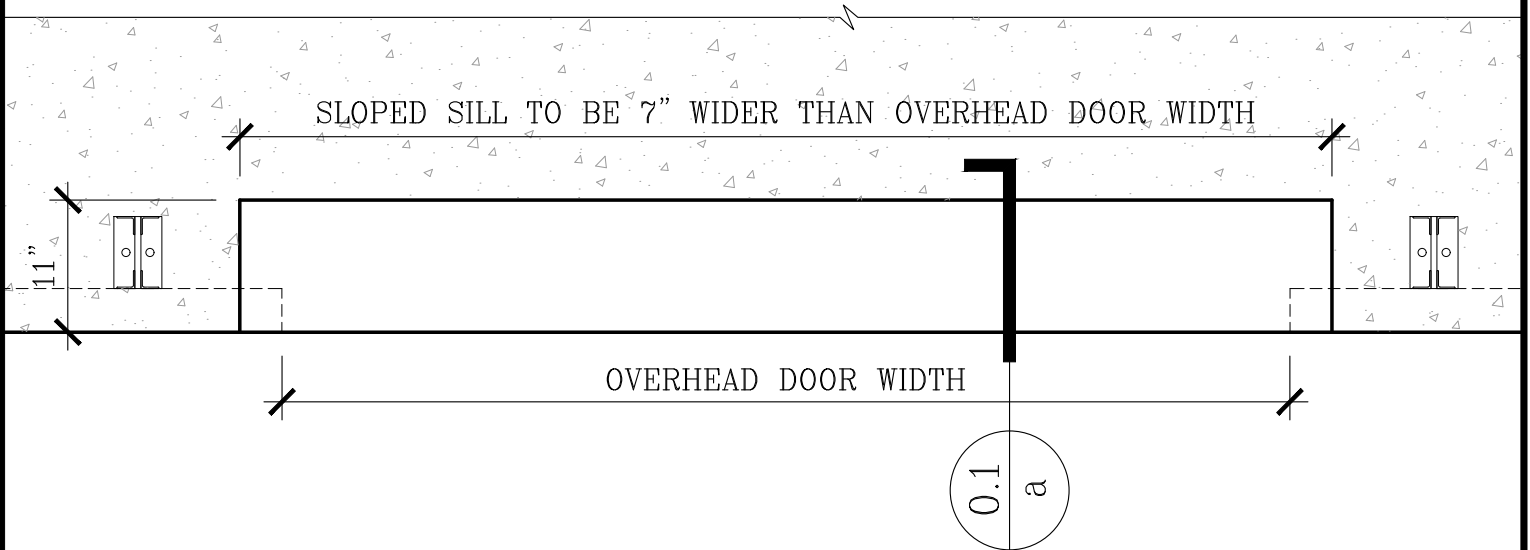 SLOPED SILL TO BE 7” WIDER THAN OVERHEAD DOOR WIDTH
11”
OVERHEAD DOOR WIDTH
0.1
a